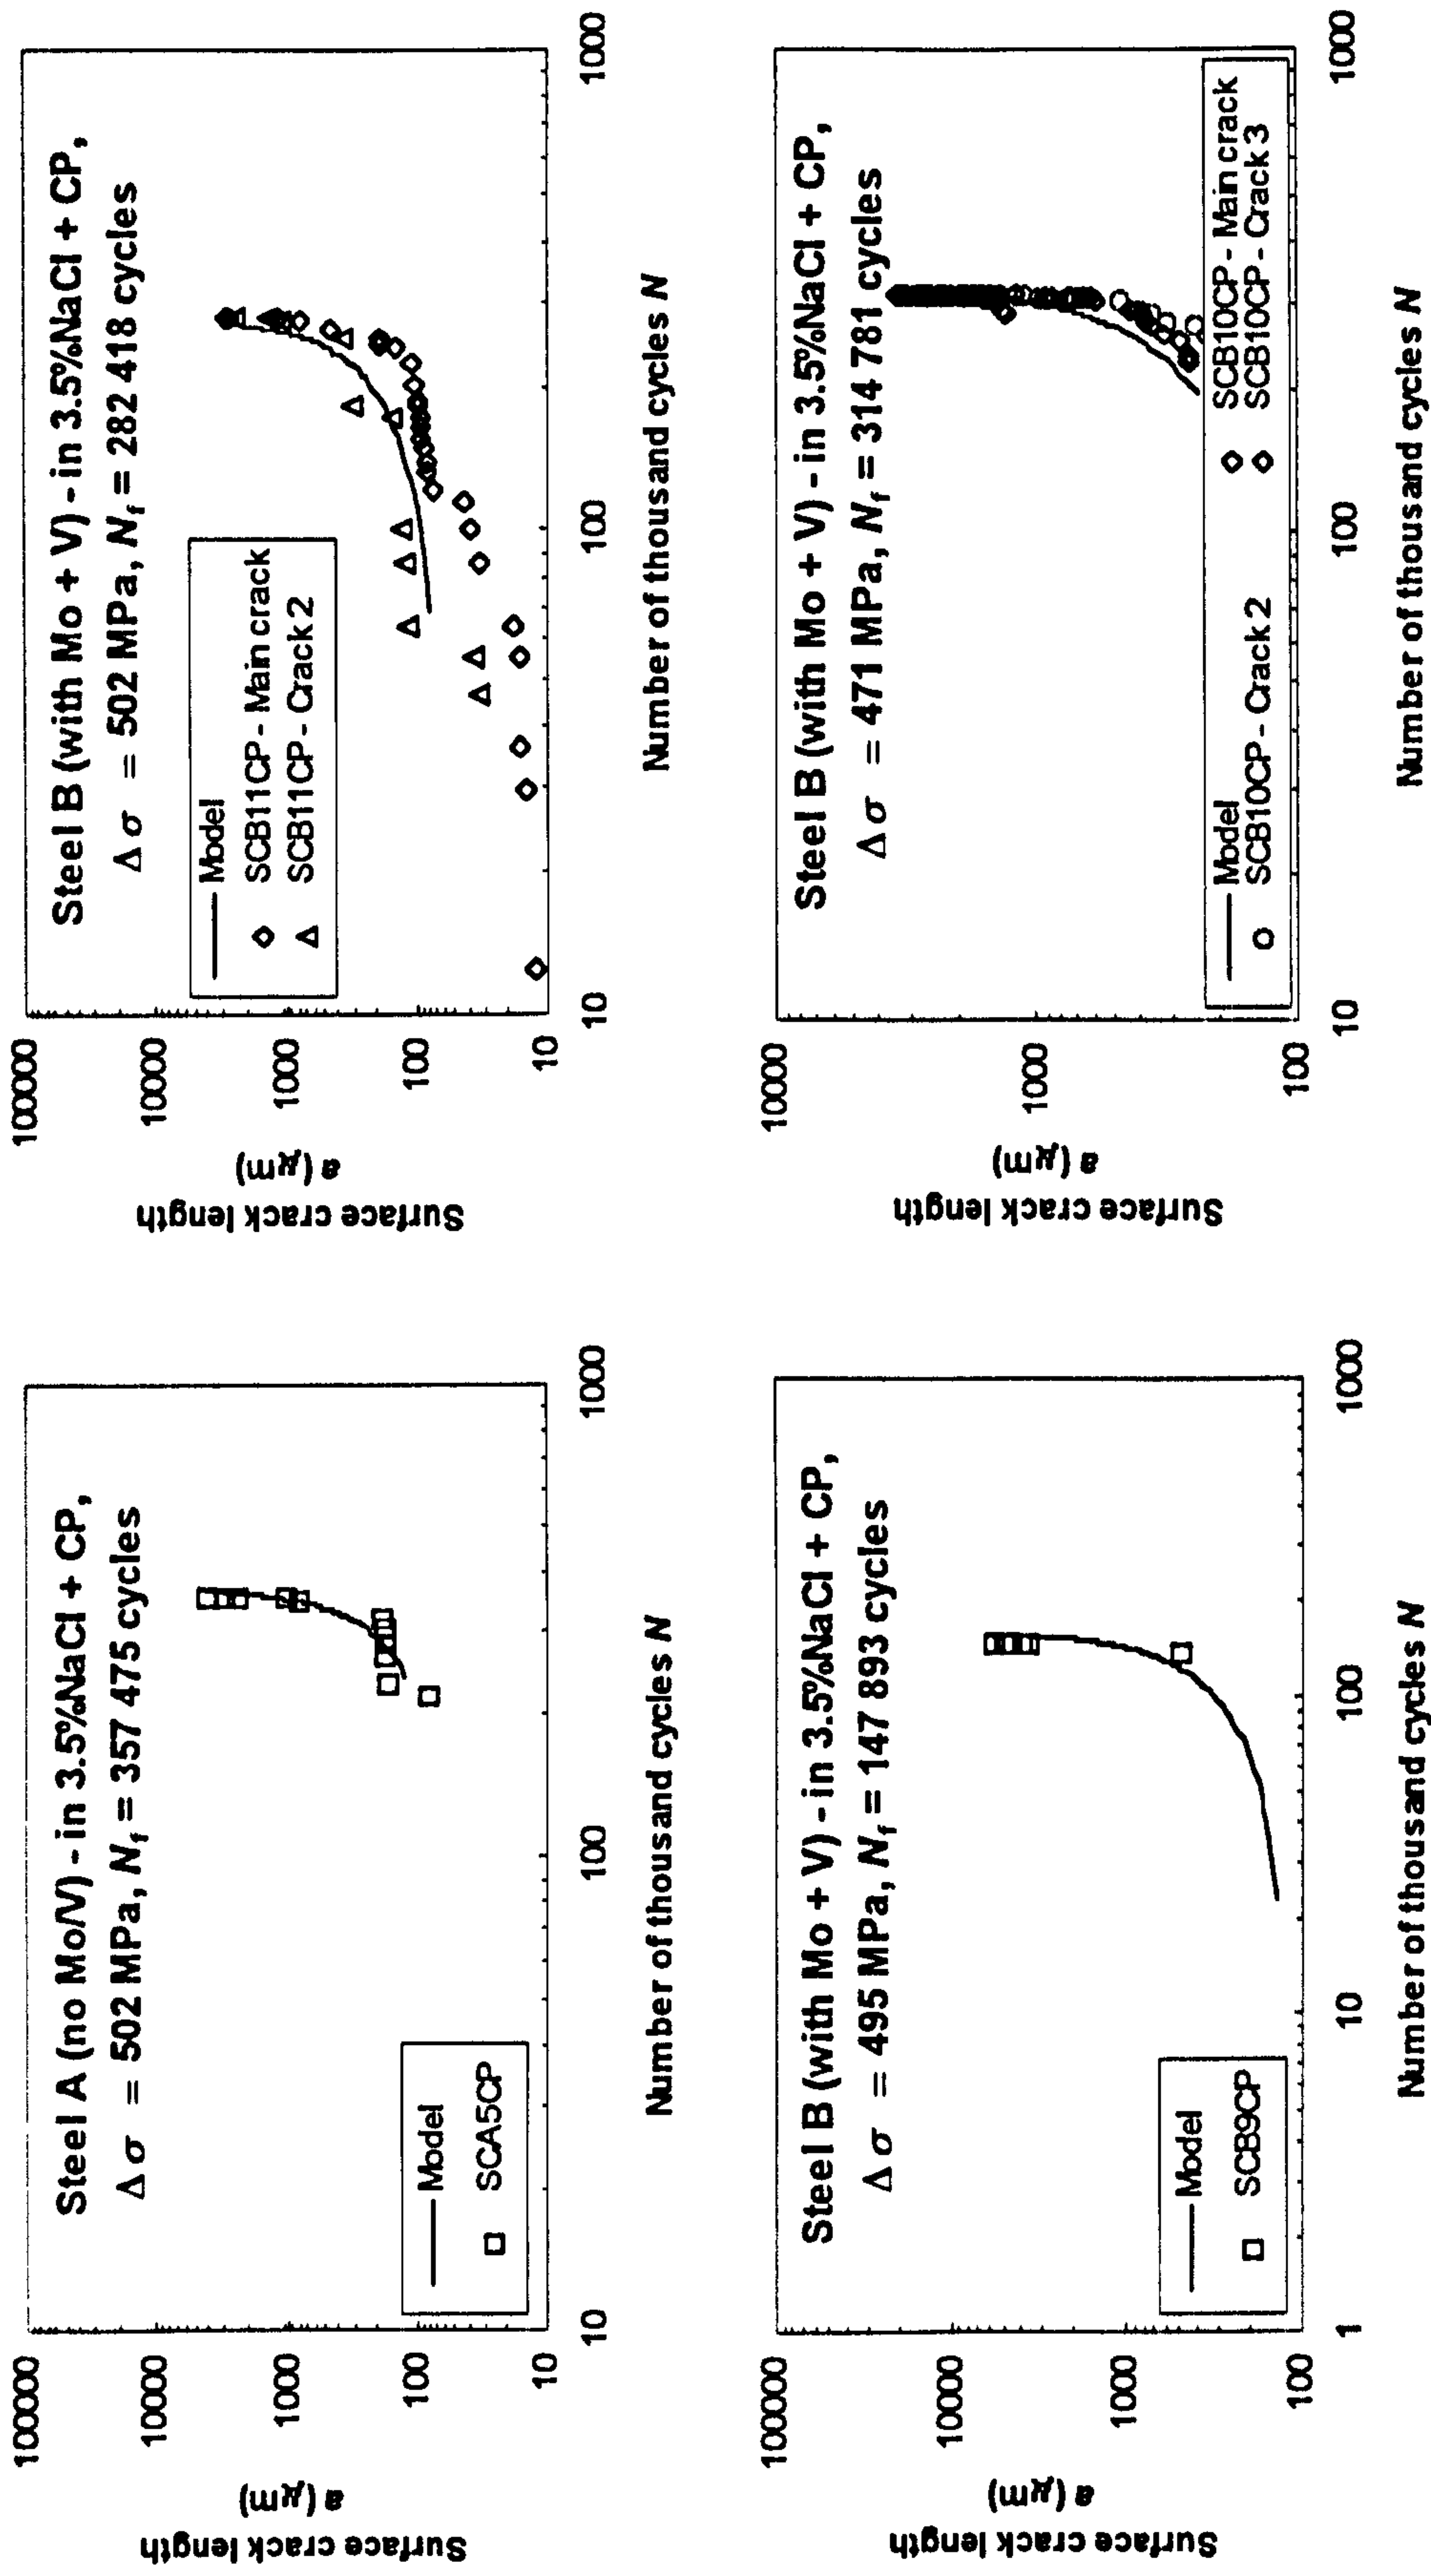 Steel A (no Mo/V) - in 3.5%NaCl + CP,
Δσ = 502 MPa, Nf = 357 475 cycles
100000
10000
1000
100
10
Surface crack length
a (μm)
Model
SCA5CP
10
100
1000
Number of thousand cycles N
Steel B (with Mo + V) - in 3.5%NaCl + CP,
Δσ = 502 MPa, Nf = 282 418 cycles
100000
10000
1000
100
10
Surface crack length
a (μm)
Model
SCB11CP - Main crack
SCB11CP - Crack 2
10
100
1000
Number of thousand cycles N
Steel B (with Mo + V) - in 3.5%NaCl + CP,
Δσ = 495 MPa, Nf = 147 893 cycles
100000
10000
1000
100
Surface crack length
a (μm)
Model
SCB9CP
1
10
100
1000
Number of thousand cycles N
Steel B (with Mo + V) - in 3.5%NaCl + CP,
Δσ = 471 MPa, Nf = 314 781 cycles
10000
1000
100
Surface crack length
a (μm)
Model
SCB10CP - Main crack
SCB10CP - Crack 2
SCB10CP - Crack 3
10
100
1000
Number of thousand cycles N